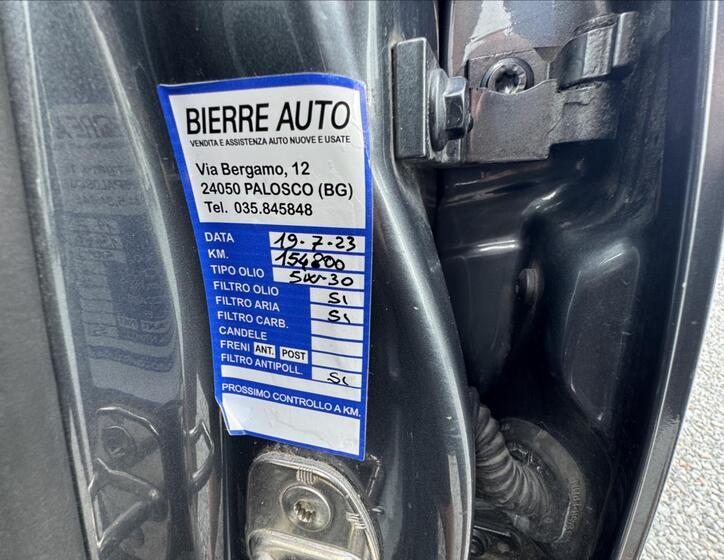 BIERRE AUTO
VENDITA E ASSISTENZA AUTO NUOVE E USATE
Via Bergamo, 12
24050 PALOSCO (BG)
Tel. 035.845848
DATA 19-7-23
KM. 154800
TIPO OLIO 5W-30
FILTRO OLIO SI
FILTRO ARIA SI
FILTRO CARB.
CANDELE
FRENI ANT. POST
FILTRO ANTIPOLL. SI
PROSSIMO CONTROLLO A KM.